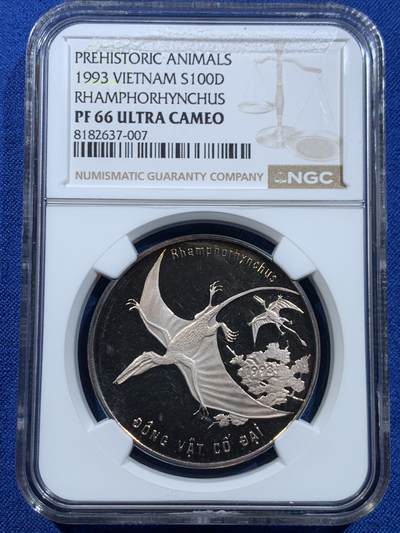 PREHISTORIC ANIMALS
1993 VIETNAM S100D
RHAMPHORHYNCHUS
PF 66 ULTRA CAMEO
8182637-007
NUMISMATIC GUARANTY COMPANY NGC
Rhamphorhynchus
1993
ĐỘNG VẬT CỔ ĐẠI